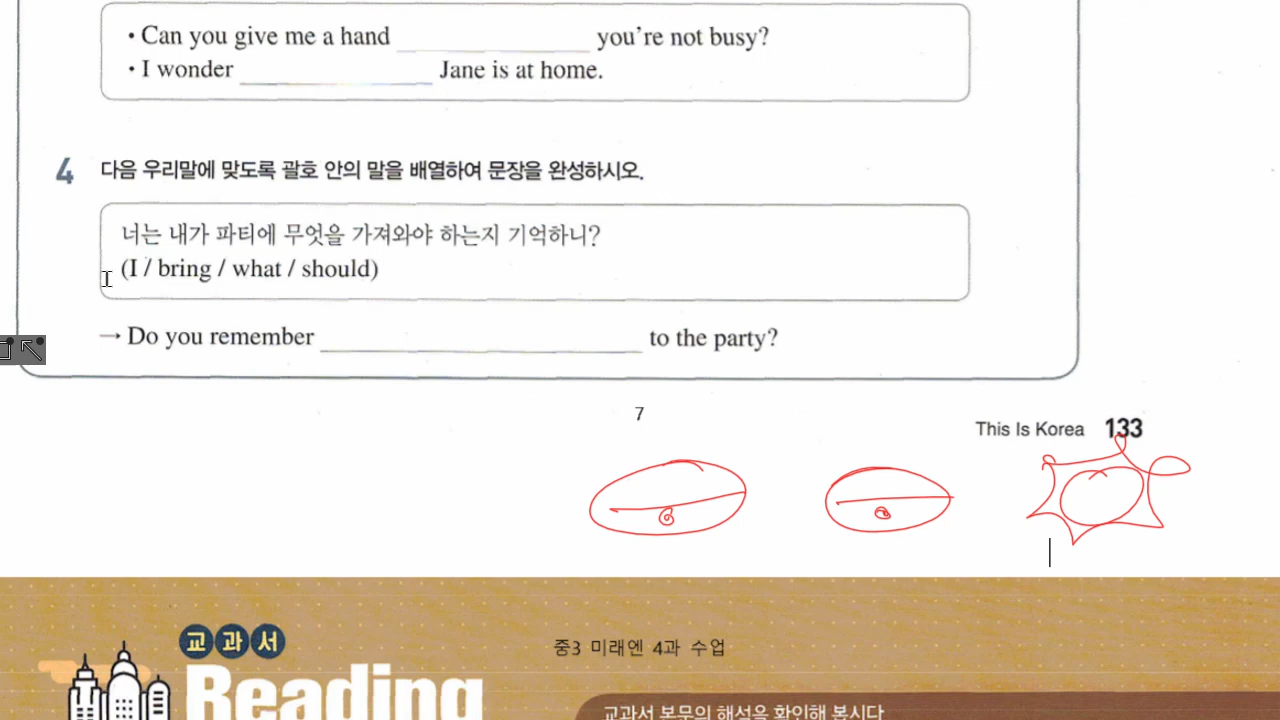 • Can you give me a hand ____________ you're not busy?
• I wonder ____________ Jane is at home.
4 다음 우리말에 맞도록 괄호 안의 말을 배열하여 문장을 완성하시오.
너는 내가 파티에 무엇을 가져와야 하는지 기억하니?
(I / bring / what / should)
→ Do you remember ____________________ to the party?
7
This Is Korea 133
교과서
중3 미래엔 4과 수업
Reading
교과서 본문의 해석을 확인해 봅시다